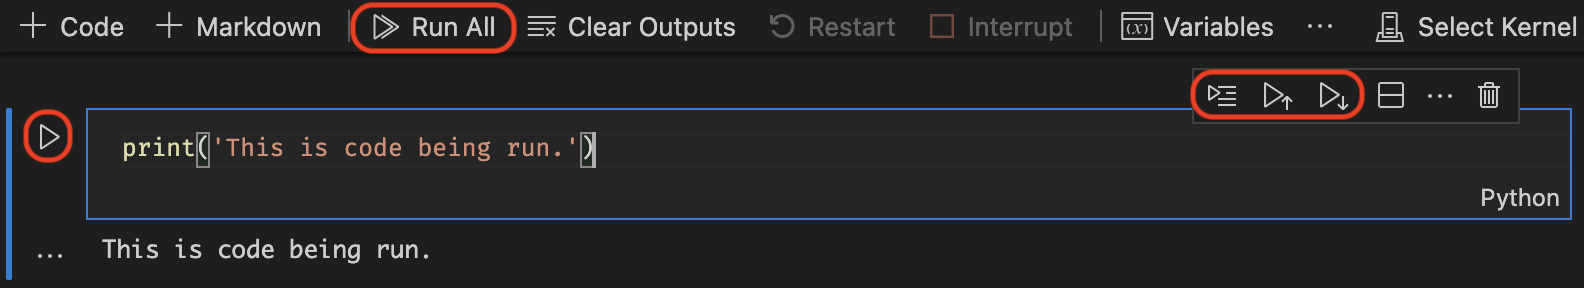 Code Markdown Run All Clear Outputs Restart Interrupt Variables ... Select Kernel
print('This is code being run.')
Python
... This is code being run.